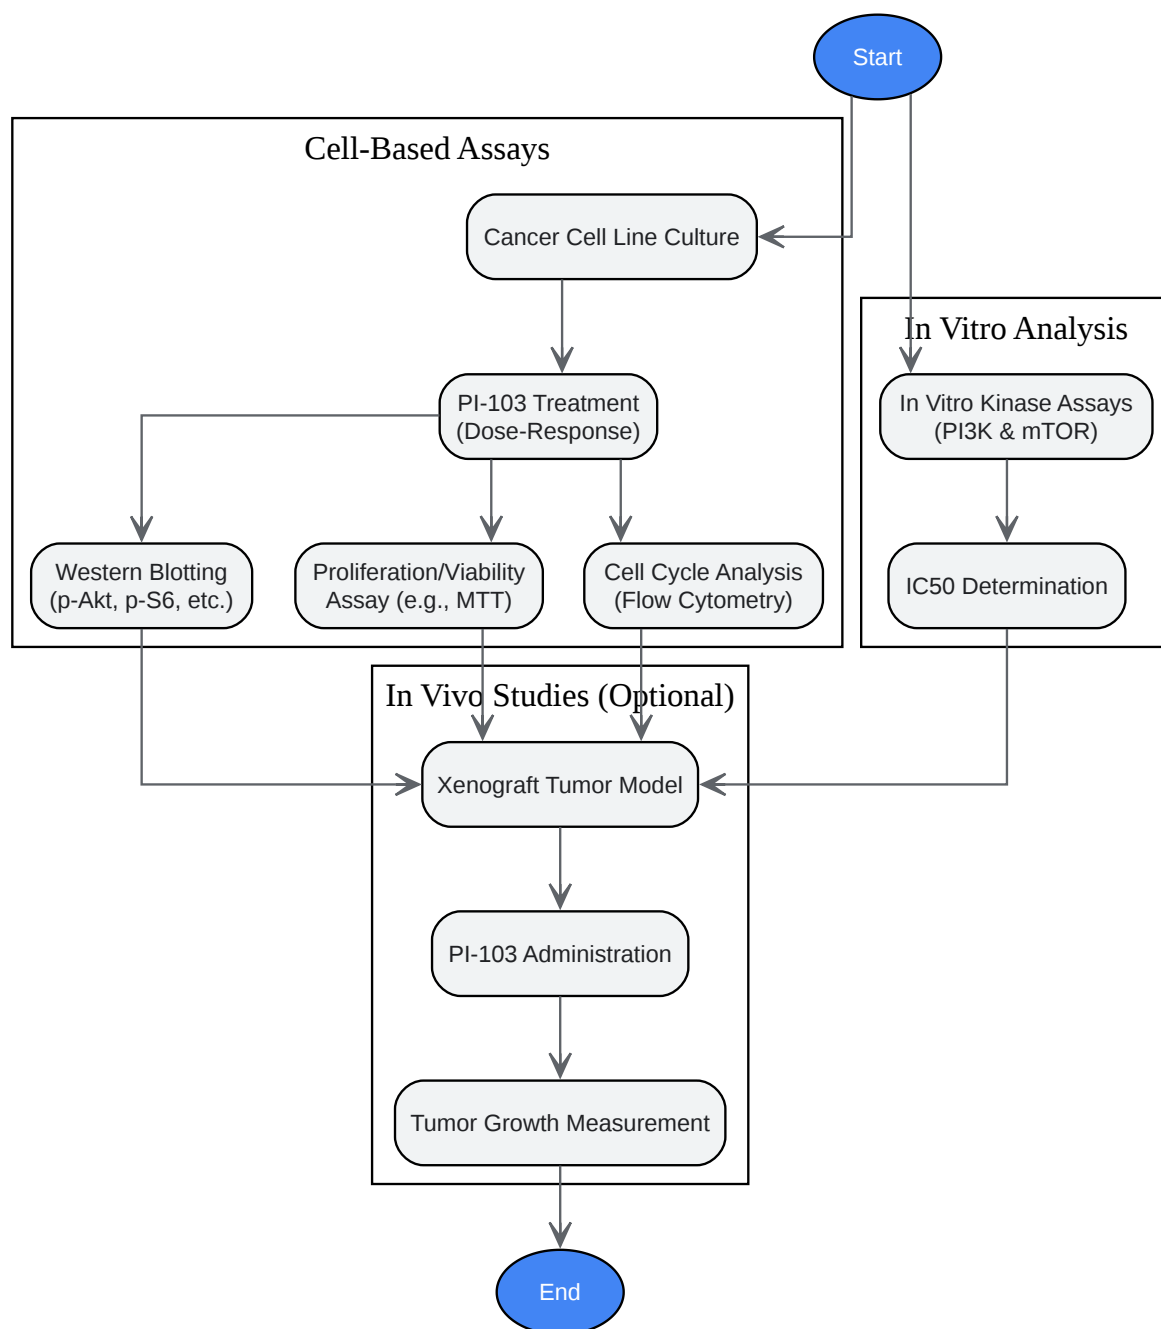 Start
Cell-Based Assays
Cancer Cell Line Culture
In Vitro Analysis
PI-103 Treatment
(Dose-Response)
In Vitro Kinase Assays
(PI3K & mTOR)
Western Blotting
(p-Akt, p-S6, etc.)
Proliferation/Viability
Assay (e.g., MTT)
Cell Cycle Analysis
(Flow Cytometry)
IC50 Determination
In Vivo Studies (Optional)
Xenograft Tumor Model
PI-103 Administration
Tumor Growth Measurement
End